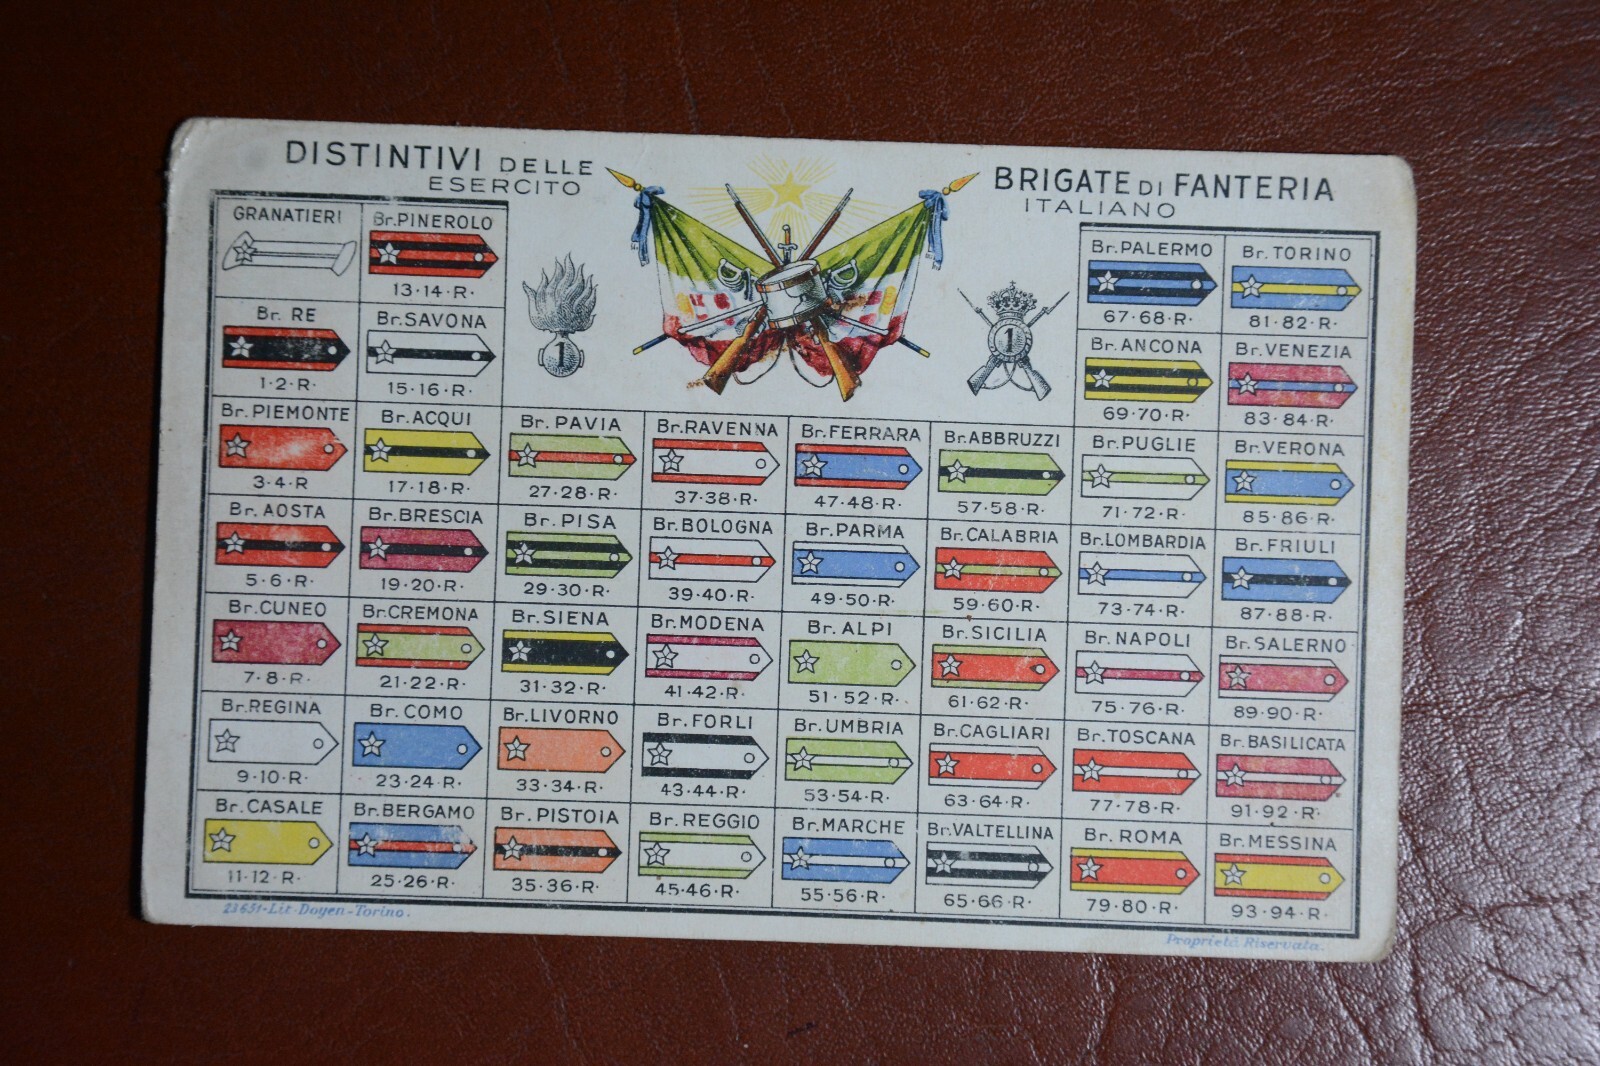 DISTINTIVI DELLE BRIGATE DI FANTERIA
ESERCITO ITALIANO
GRANATIERI
Br. PINEROLO
13·14·R·
Br. RE
1·2·R·
Br. SAVONA
15·16·R·
Br. PIEMONTE
3·4·R
Br. ACQUI
17·18·R·
Br. AOSTA
5·6·R·
Br. BRESCIA
19·20·R·
Br. CUNEO
7·8·R·
Br. CREMONA
21·22·R·
Br. REGINA
9·10·R·
Br. COMO
23·24·R·
Br. CASALE
11·12·R·
Br. BERGAMO
25·26·R·
Br. PAVIA
27·28·R·
Br. PISA
29·30·R·
Br. SIENA
31·32·R·
Br. LIVORNO
33·34·R·
Br. PISTOIA
35·36·R·
Br. RAVENNA
37·38·R·
Br. BOLOGNA
39·40·R·
Br. MODENA
41·42·R·
Br. FORLI
43·44·R·
Br. REGGIO
45·46·R·
Br. FERRARA
47·48·R·
Br. PARMA
49·50·R·
Br. ALPI
51·52·R·
Br. UMBRIA
53·54·R·
Br. MARCHE
55·56·R·
Br. ABBRUZZI
57·58·R·
Br. CALABRIA
59·60·R·
Br. SICILIA
61·62·R·
Br. CAGLIARI
63·64·R·
Br. VALTELLINA
65·66·R·
Br. PALERMO
67·68·R·
Br. ANCONA
69·70·R·
Br. PUGLIE
71·72·R·
Br. LOMBARDIA
73·74·R·
Br. NAPOLI
75·76·R·
Br. TOSCANA
77·78·R·
Br. ROMA
79·80·R·
Br. TORINO
81·82·R·
Br. VENEZIA
83·84·R·
Br. VERONA
85·86·R·
Br. FRIULI
87·88·R·
Br. SALERNO
89·90·R·
Br. BASILICATA
91·92·R·
Br. MESSINA
93·94·R·
1
1
21651-Lit. Doyen-Torino.
Proprietà Riservata.